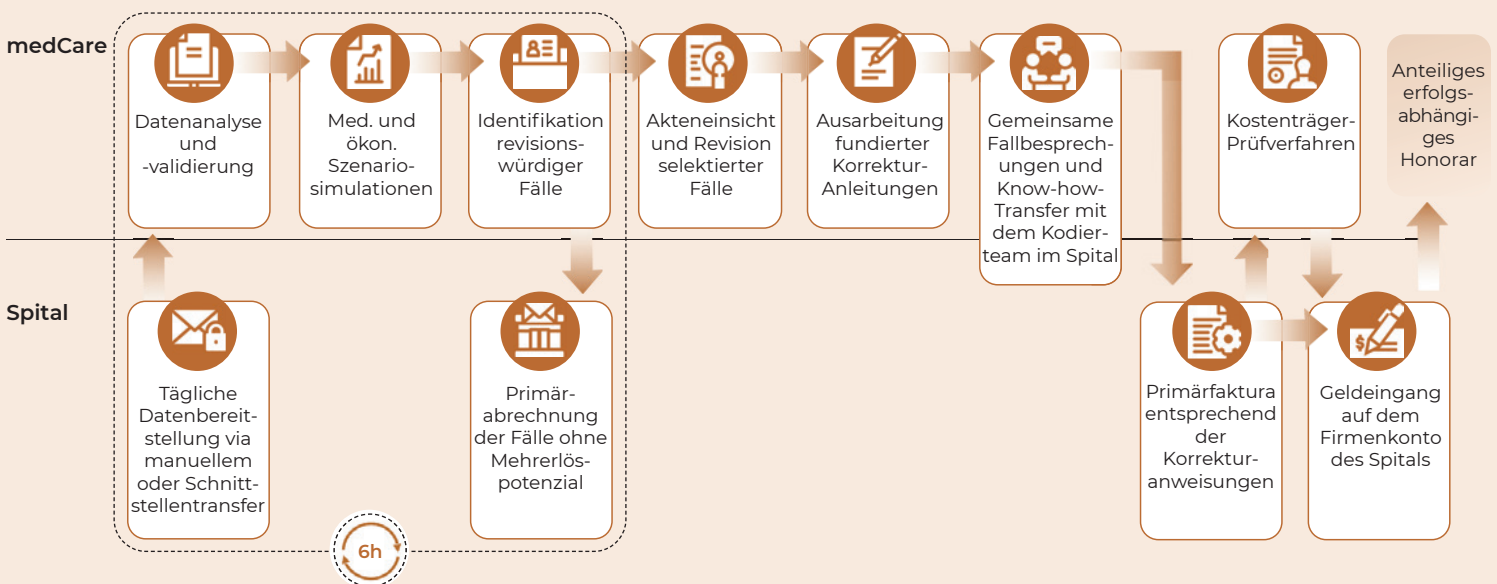 medCare
Datenanalyse
und
-validierung
Med. und
ökon.
Szenario-
simulationen
Identifikation
revisions-
würdiger
Fälle
Akteneinsicht
und Revision
selektierter
Fälle
Ausarbeitung
fundierter
Korrektur-
Anleitungen
Gemeinsame
Fallbesprech-
ungen und
Know-how-
Transfer mit
dem Kodier-
team im Spital
Kostenträger-
Prüfverfahren
Anteiliges
erfolgs-
abhängi-
ges
Honorar
Spital
Tägliche
Datenbereit-
stellung via
manuellem
oder Schnitt-
stellentransfer
Primär-
abrechnung
der Fälle ohne
Mehrerlös-
potenzial
Primärfaktura
entsprechend
der
Korrektur-
anweisungen
$
Geldeingang
auf dem
Firmenkonto
des Spitals
6h